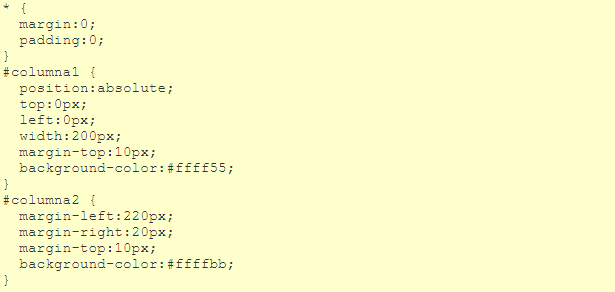 * {
  margin:0;
  padding:0;
}
#columna1 {
  position:absolute;
  top:0px;
  left:0px;
  width:200px;
  margin-top:10px;
  background-color:#ffff55;
}
#columna2 {
  margin-left:220px;
  margin-right:20px;
  margin-top:10px;
  background-color:#ffffbb;
}